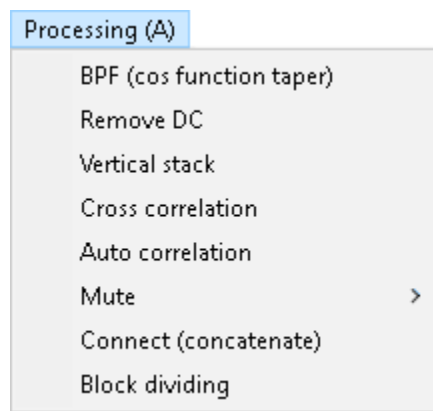 Processing (A)
BPF (cos function taper)
Remove DC
Vertical stack
Cross correlation
Auto correlation
Mute
Connect (concatenate)
Block dividing